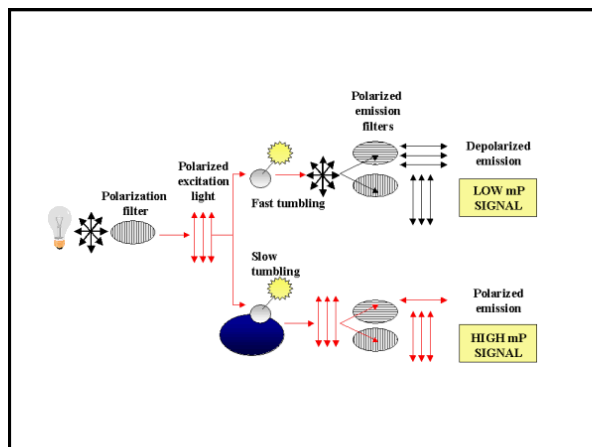 Polarized
emission
filters
Depolarized
emission
Polarized
excitation
light
Polarization
filter
LOW mP
SIGNAL
Fast tumbling
Slow
tumbling
Polarized
emission
HIGH mP
SIGNAL